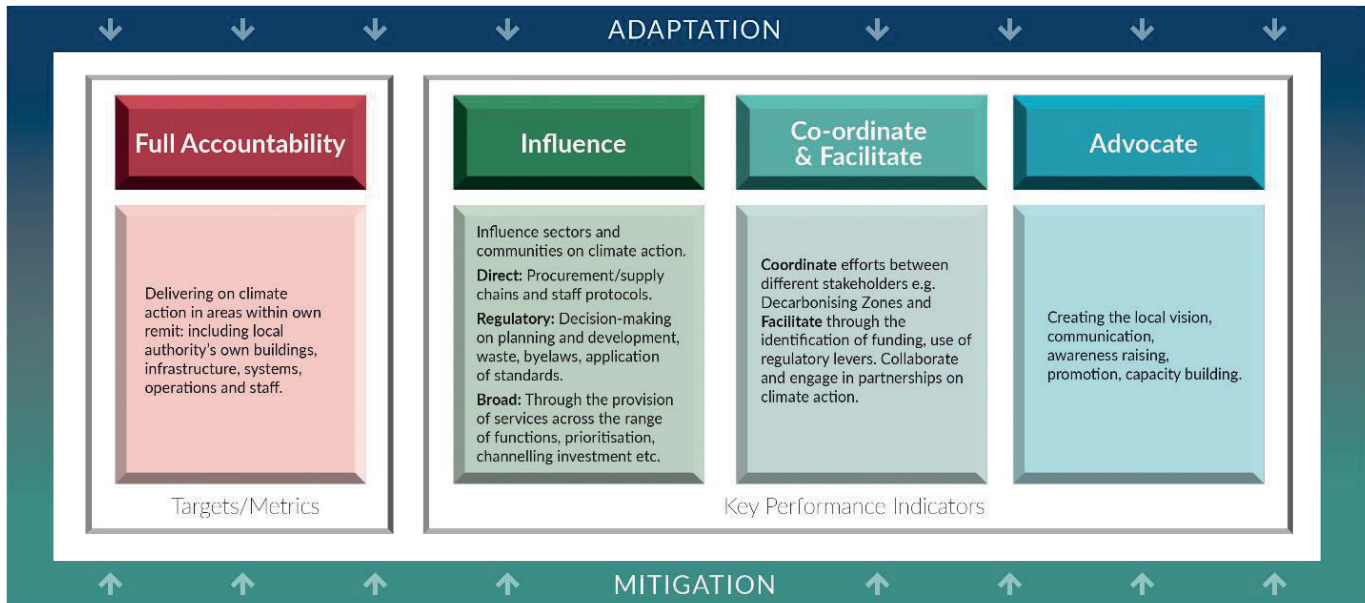 ADAPTATION
Full Accountability
Delivering on climate
action in areas within own
remit: including local
authority's own buildings,
infrastructure, systems,
operations and staff.
Targets/Metrics
Influence
Influence sectors and
communities on climate action.
Direct: Procurement/supply
chains and staff protocols.
Regulatory: Decision-making
on planning and development,
waste, byelaws, application
of standards.
Broad: Through the provision
of services across the range
of functions, prioritisation,
channelling investment etc.
Co-ordinate
& Facilitate
Coordinate efforts between
different stakeholders e.g.
Decarbonising Zones and
Facilitate through the
identification of funding, use of
regulatory levers. Collaborate
and engage in partnerships on
climate action.
Advocate
Creating the local vision,
communication,
awareness raising,
promotion, capacity building.
Key Performance Indicators
MITIGATION